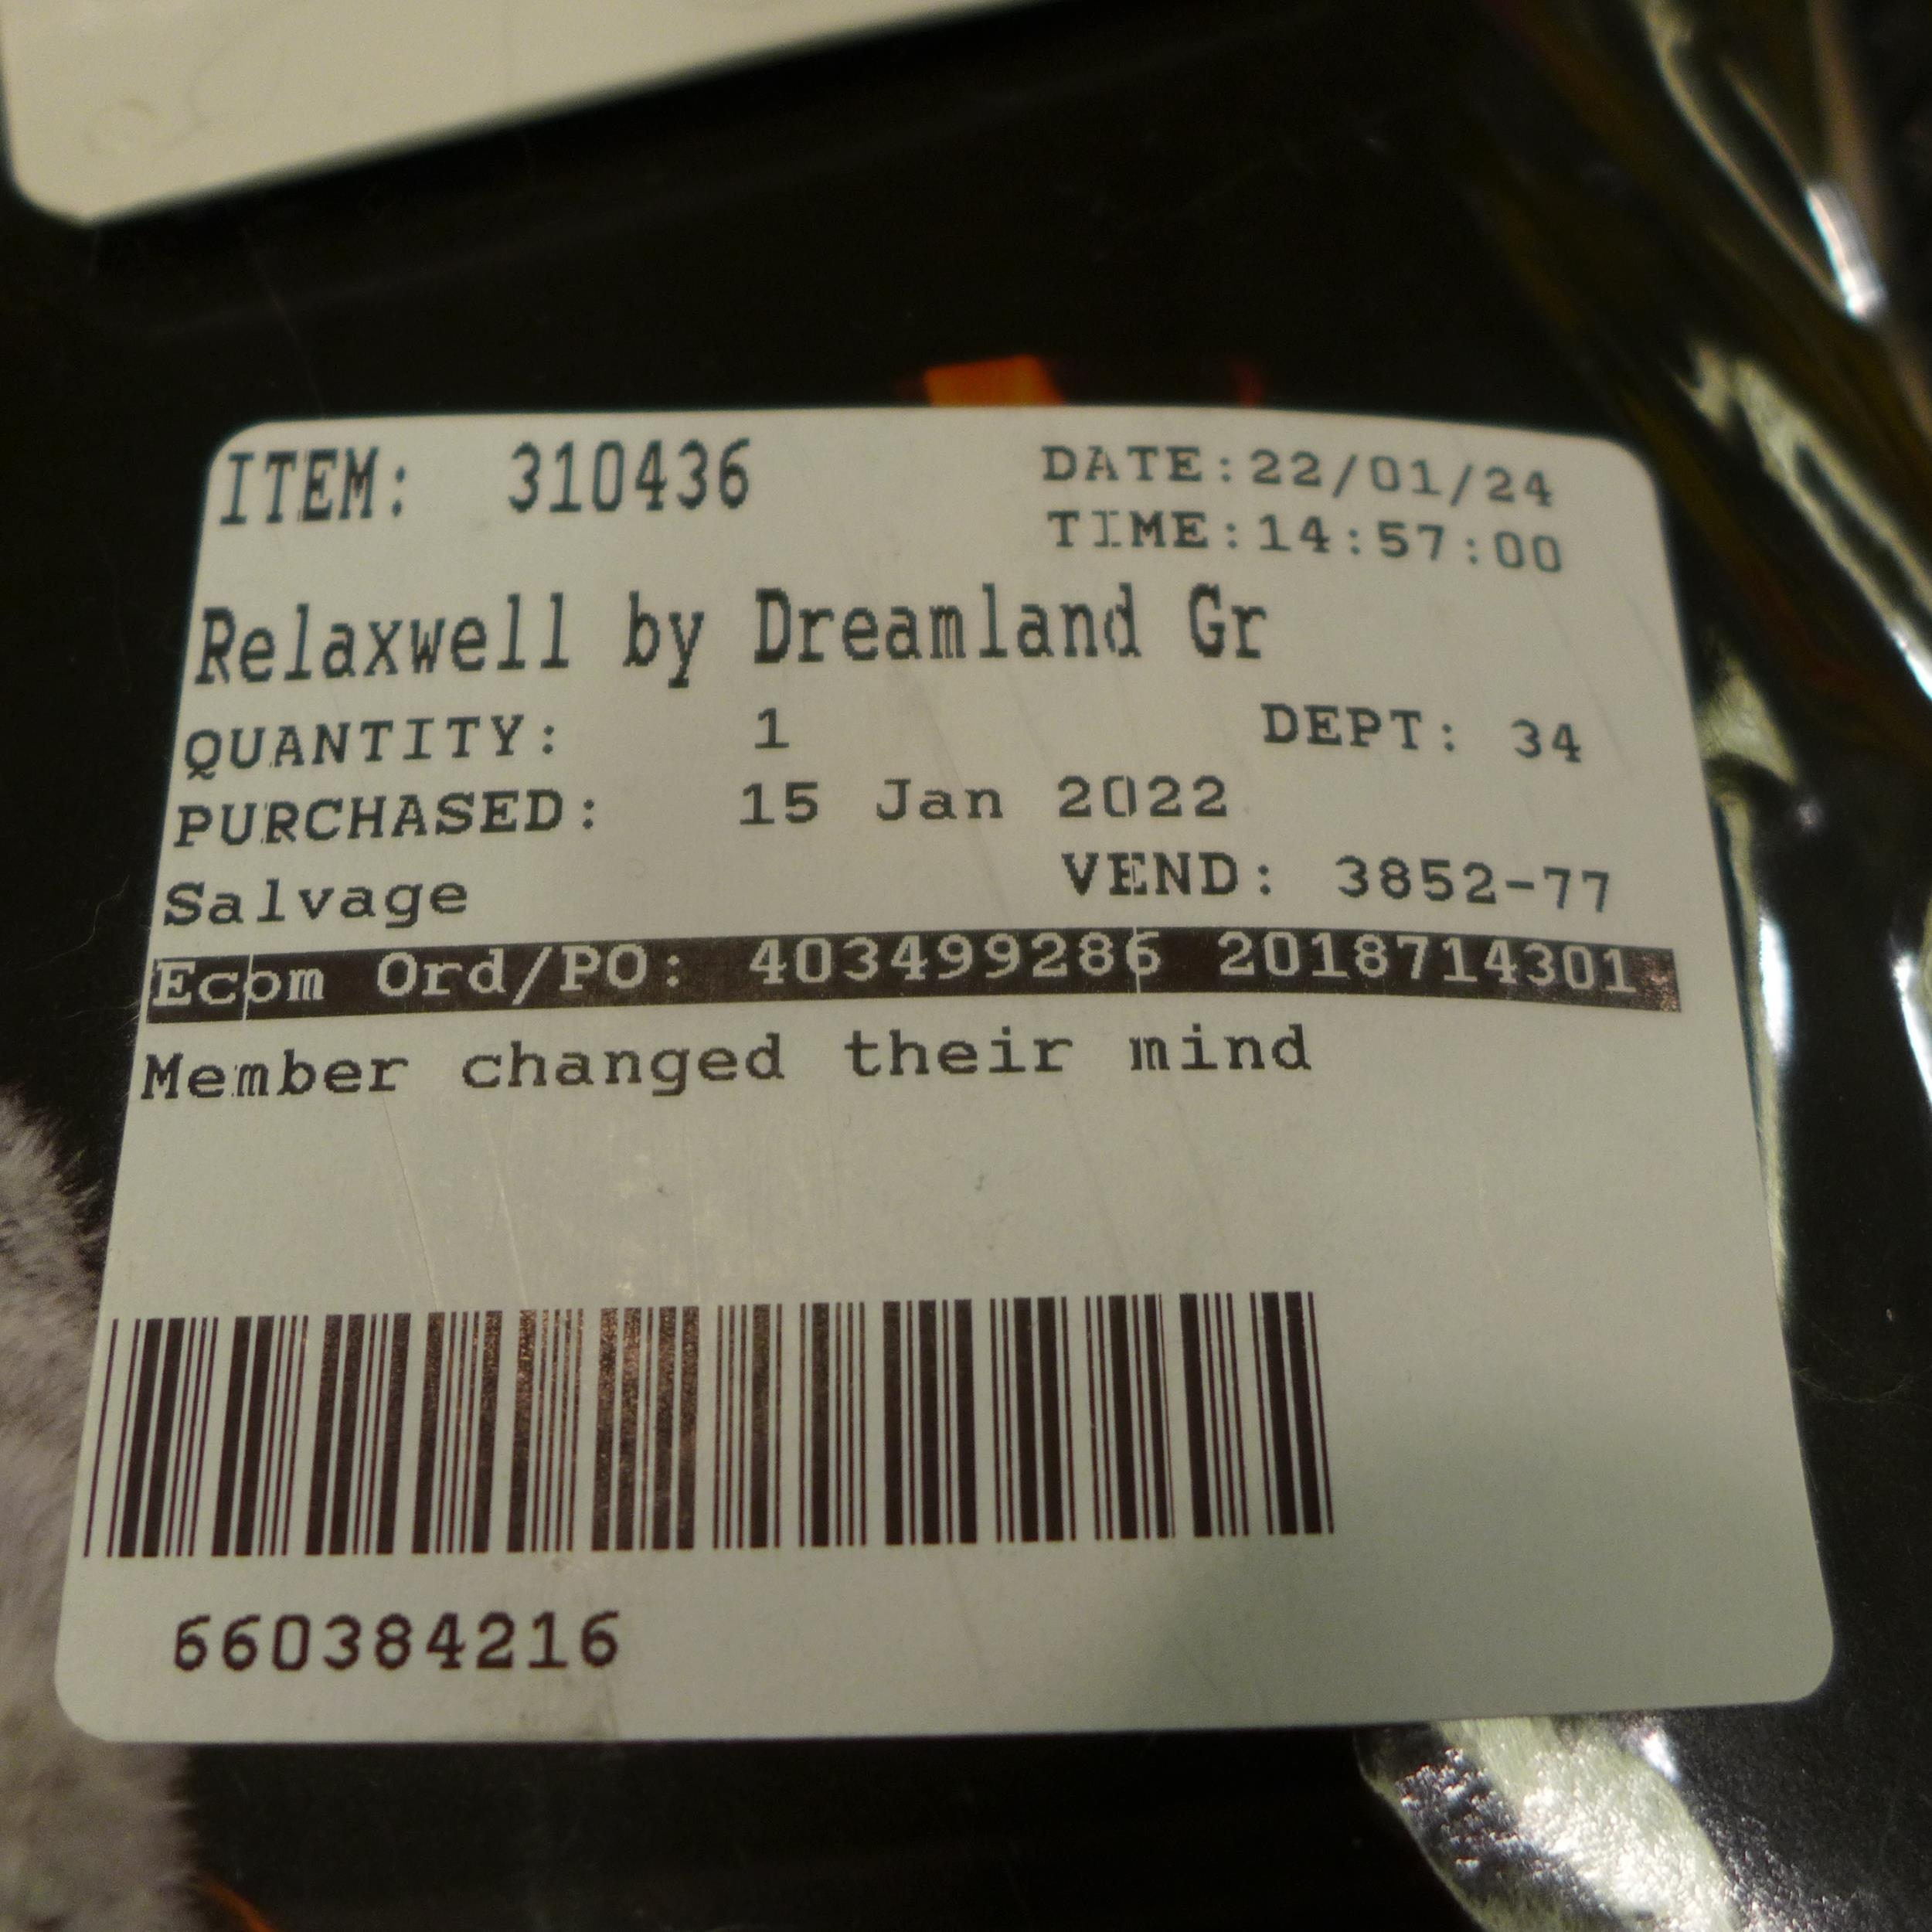 ITEM: 310436
DATE:22/01/24
TIME:14:57:00
Relaxwell by Dreamland Gr
QUANTITY: 1 DEPT: 34
PURCHASED: 15 Jan 2022
Salvage VEND: 3852-77
Ecom Ord/PO: 403499286 2018714301
Member changed their mind
660384216